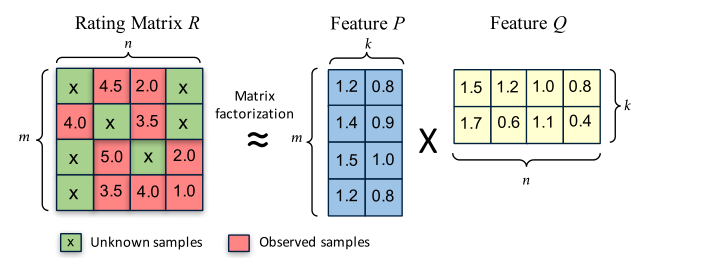 Rating Matrix R
Feature P
Feature Q
n
k
m
x 4.5 2.0 x
4.0 x 3.5 x
x 5.0 x 2.0
x 3.5 4.0 1.0
Matrix
factorization
≈
m
1.2 0.8
1.4 0.9
1.5 1.0
1.2 0.8
X
1.5 1.2 1.0 0.8
1.7 0.6 1.1 0.4
k
n
x Unknown samples
Observed samples